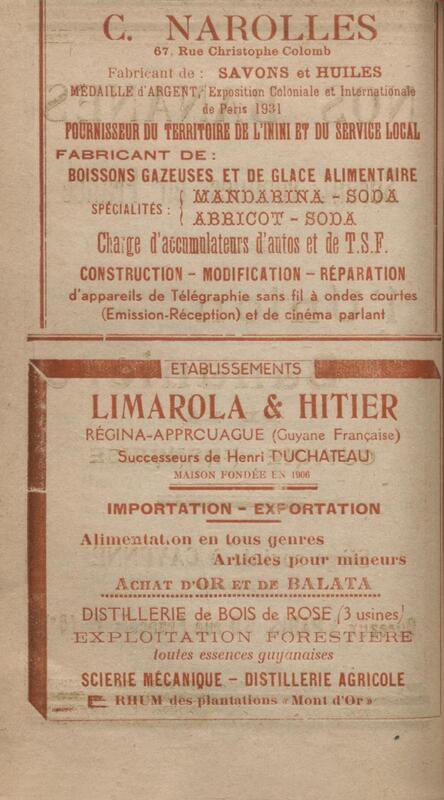 C. NAROLLES
67, Rue Christophe Colomb
Fabricant de : SAVONS et HUILES
MÉDAILLE d'ARGENT, Exposition Coloniale et Internationale
de Paris 1931
FOURNISSEUR DU TERRITOIRE DE L'ININI ET DU SERVICE LOCAL
FABRICANT DE :
BOISSONS GAZEUSES ET DE GLACE ALIMENTAIRE
SPÉCIALITÉS : { MANDARINA - SODA
ABRICOT - SODA
Charge d'accumulateurs d'autos et de T.S.F.
CONSTRUCTION - MODIFICATION - RÉPARATION
d'appareils de Télégraphie sans fil à ondes courtes
(Emission-Réception) et de cinéma parlant
ETABLISSEMENTS
LIMAROLA & HITIER
RÉGINA-APPRCUAGUE (Guyane Française)
Successeurs de Henri DUCHATEAU
MAISON FONDÉE EN 1906
IMPORTATION - EXPORTATION
Alimentation en tous genres
Articles pour mineurs
ACHAT D'OR ET DE BALATA
DISTILLERIE de BOIS de ROSE (3 usines)
EXPLOITATION FORESTIÈRE
toutes essences guyanaises
SCIERIE MÉCANIQUE - DISTILLERIE AGRICOLE
RHUM des plantations « Mont d'Or »